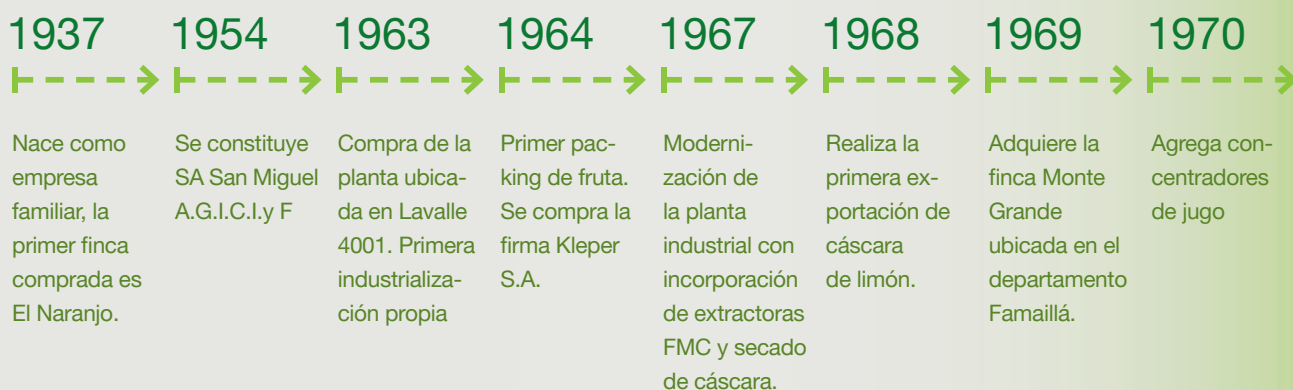 1937
Nace como
empresa
familiar, la
primer finca
comprada es
El Naranjo.
1954
Se constituye
SA San Miguel
A.G.I.C.I.y F
1963
Compra de la
planta ubica-
da en Lavalle
4001. Primera
industrializa-
ción propia
1964
Primer pac-
king de fruta.
Se compra la
firma Kleper
S.A.
1967
Moderni-
zación de
la planta
industrial con
incorporación
de extractoras
FMC y secado
de cáscara.
1968
Realiza la
primera ex-
portación de
cáscara
de limón.
1969
Adquiere la
finca Monte
Grande
ubicada en el
departamento
Famaillá.
1970
Agrega con-
centradores
de jugo